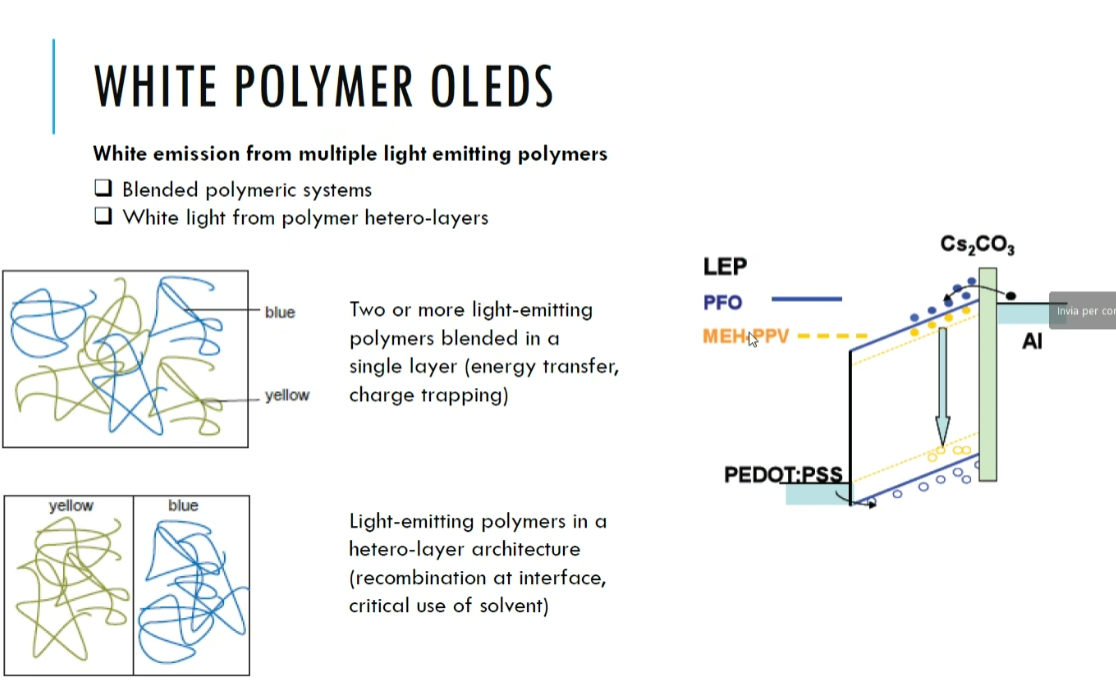 WHITE POLYMER OLEDS
White emission from multiple light emitting polymers
Blended polymeric systems
White light from polymer hetero-layers
blue
yellow
Two or more light-emitting
polymers blended in a
single layer (energy transfer,
charge trapping)
yellow
blue
Light-emitting polymers in a
hetero-layer architecture
(recombination at interface,
critical use of solvent)
Cs₂CO₃
LEP
PFO
MEH-PPV
Invia per cor
Al
PEDOT:PSS